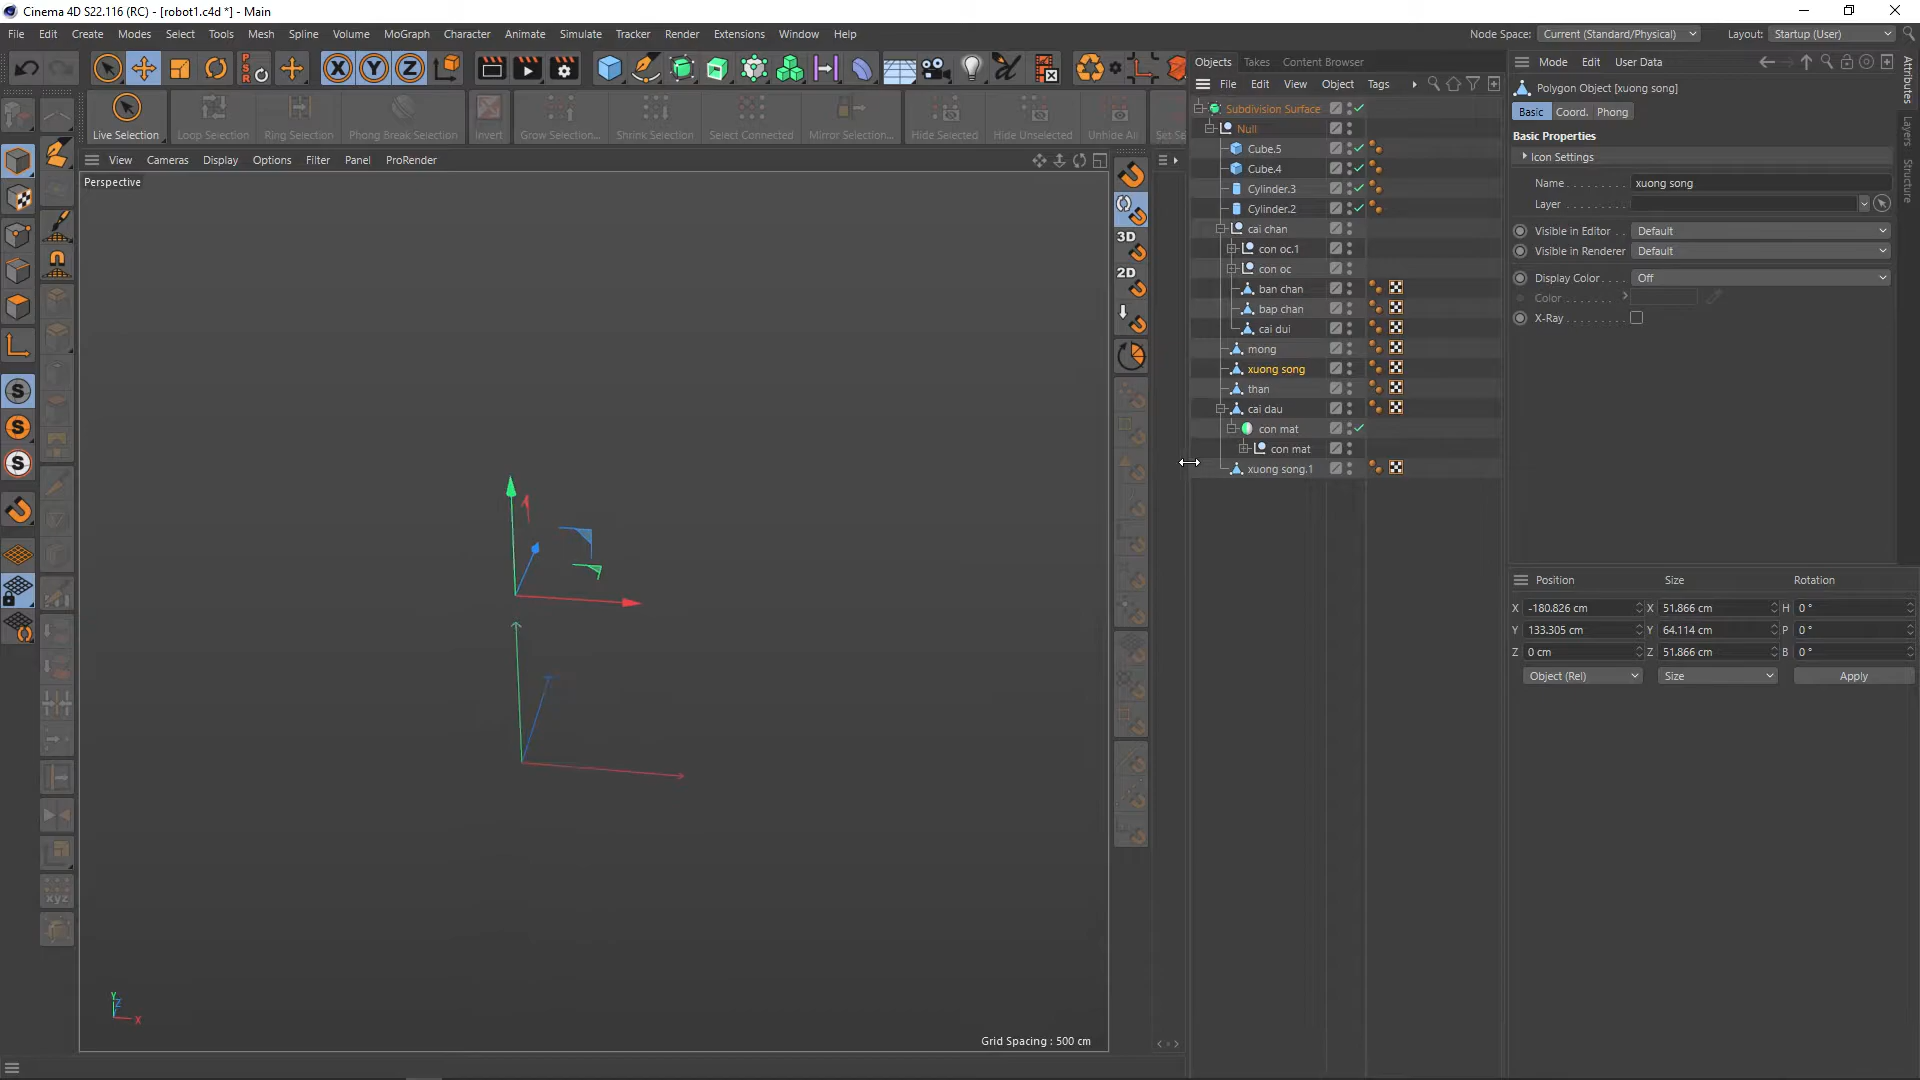 Cinema 4D S22.116 (RC) - [robot1.c4d *] - Main
File Edit Create Modes Select Tools Mesh Spline Volume MoGraph Character Animate Simulate Tracker Render Extensions Window Help
Node Space: Current (Standard/Physical) Layout: Startup (User)
X Y Z PSR
Live Selection Loop Selection Ring Selection Phong Break Selection Invert Grow Selection... Shrink Selection Select Connected Mirror Selection... Hide Selected Hide Unselected Unhide All Set Se
View Cameras Display Options Filter Panel ProRender
Perspective
Grid Spacing : 500 cm
Y
Z
X
S
S
S
xyz
3D
2D
Objects Takes Content Browser
File Edit View Object Tags
Subdivision Surface
Null
Cube.5
Cube.4
Cylinder.3
Cylinder.2
cai chan
con oc.1
con oc
ban chan
bap chan
cai dui
mong
xuong song
than
cai dau
con mat
con mat
xuong song.1
Mode Edit User Data
Polygon Object [xuong song]
Basic Coord. Phong
Basic Properties
Icon Settings
Name . . . . . . . . . xuong song
Layer . . . . . . . . .
Visible in Editor . . Default
Visible in Renderer Default
Display Color . . . Off
Color . . . . . . .
X-Ray . . . . . . . .
Position Size Rotation
X -180.826 cm X 51.866 cm H 0 °
Y 133.305 cm Y 64.114 cm P 0 °
Z 0 cm Z 51.866 cm B 0 °
Object (Rel) Size Apply
Attributes
Layers
Structure